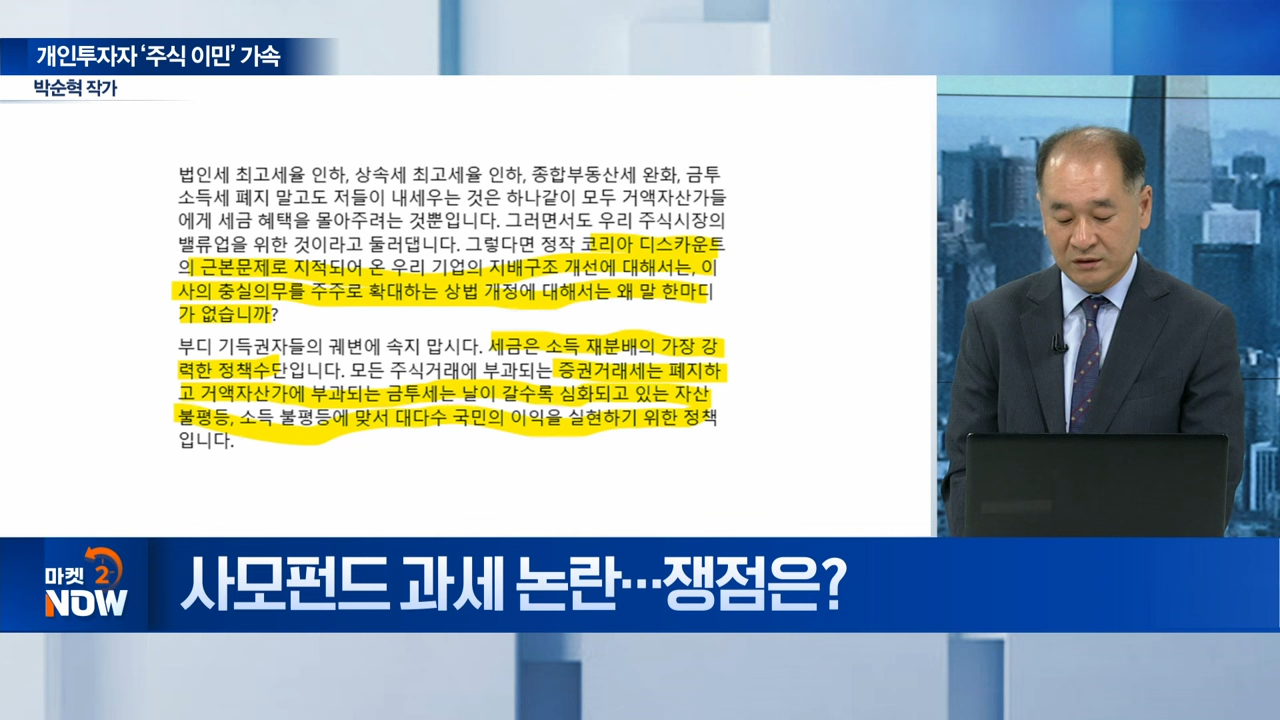 개인투자자 '주식 이민' 가속
박순혁 작가
법인세 최고세율 인하, 상속세 최고세율 인하, 종합부동산세 완화, 금투
소득세 폐지 말고도 저들이 내세우는 것은 하나같이 모두 거액자산가들
에게 세금 혜택을 몰아주려는 것뿐입니다. 그러면서도 우리 주식시장의
밸류업을 위한 것이라고 둘러댑니다. 그렇다면 정작 코리아 디스카운트
의 근본문제로 지적되어 온 우리 기업의 지배구조 개선에 대해서는, 이
사의 충실의무를 주주로 확대하는 상법 개정에 대해서는 왜 말 한마디
가 없습니까?
부디 기득권자들의 궤변에 속지 맙시다. 세금은 소득 재분배의 가장 강
력한 정책수단입니다. 모든 주식거래에 부과되는 증권거래세는 폐지하
고 거액자산가에 부과되는 금투세는 날이 갈수록 심화되고 있는 자산
불평등, 소득 불평등에 맞서 대다수 국민의 이익을 실현하기 위한 정책
입니다.
마켓 2
NOW
사모펀드 과세 논란…쟁점은?